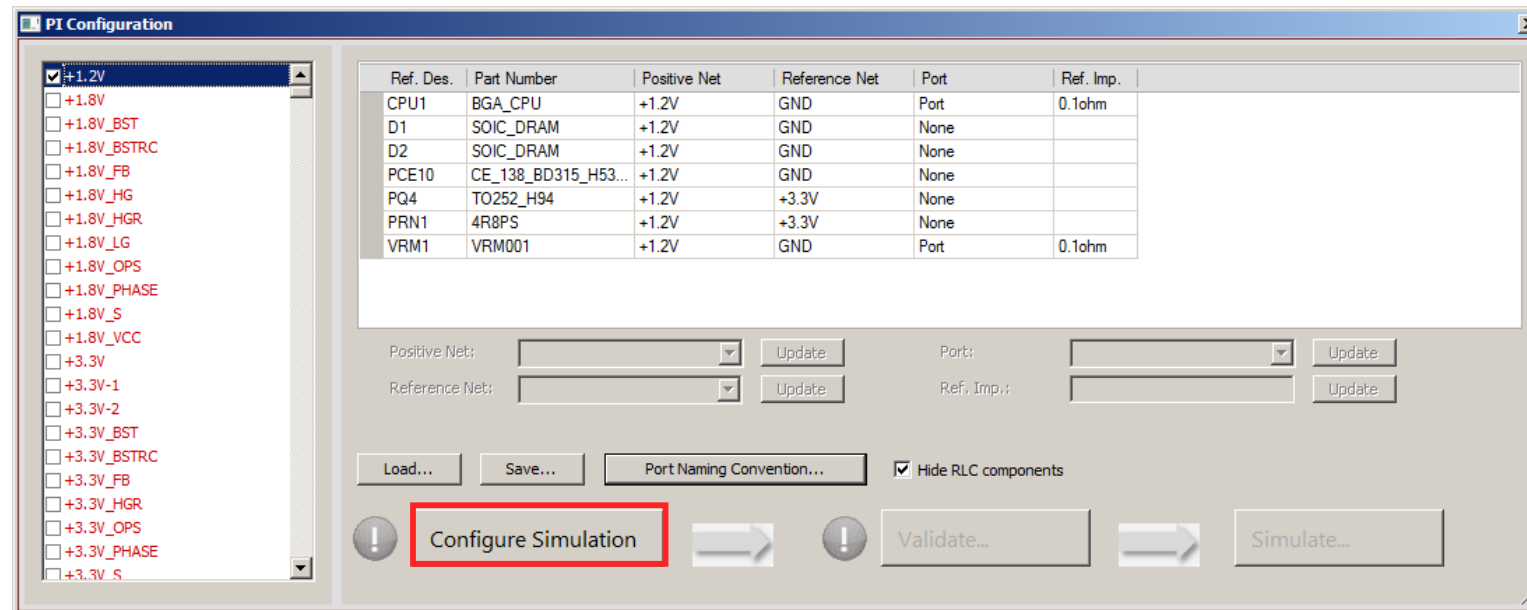 PI Configuration
+1.2V
+1.8V
+1.8V_BST
+1.8V_BSTRC
+1.8V_FB
+1.8V_HG
+1.8V_HGR
+1.8V_LG
+1.8V_OPS
+1.8V_PHASE
+1.8V_S
+1.8V_VCC
+3.3V
+3.3V-1
+3.3V-2
+3.3V_BST
+3.3V_BSTRC
+3.3V_FB
+3.3V_HGR
+3.3V_OPS
+3.3V_PHASE
+3.3V_S
Ref. Des. Part Number Positive Net Reference Net Port Ref. Imp.
CPU1 BGA_CPU +1.2V GND Port 0.1ohm
D1 SOIC_DRAM +1.2V GND None
D2 SOIC_DRAM +1.2V GND None
PCE10 CE_138_BD315_H53... +1.2V GND None
PQ4 TO252_H94 +1.2V +3.3V None
PRN1 4R8PS +1.2V +3.3V None
VRM1 VRM001 +1.2V GND Port 0.1ohm
Positive Net: Update Port: Update
Reference Net: Update Ref. Imp.: Update
Load... Save... Port Naming Convention... Hide RLC components
Configure Simulation Validate... Simulate...